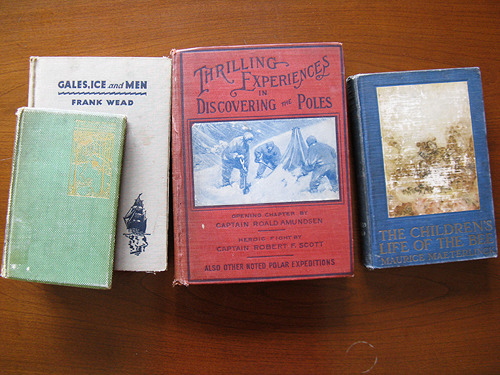 GALES, ICE and MEN
FRANK WEAD
THRILLING
EXPERIENCES
IN
DISCOVERING THE POLES
OPENING CHAPTER BY
CAPTAIN ROALD AMUNDSEN
HEROIC FIGHT BY
CAPTAIN ROBERT F. SCOTT
ALSO OTHER NOTED POLAR EXPEDITIONS
THE CHILDREN'S
LIFE OF THE BEE
MAURICE